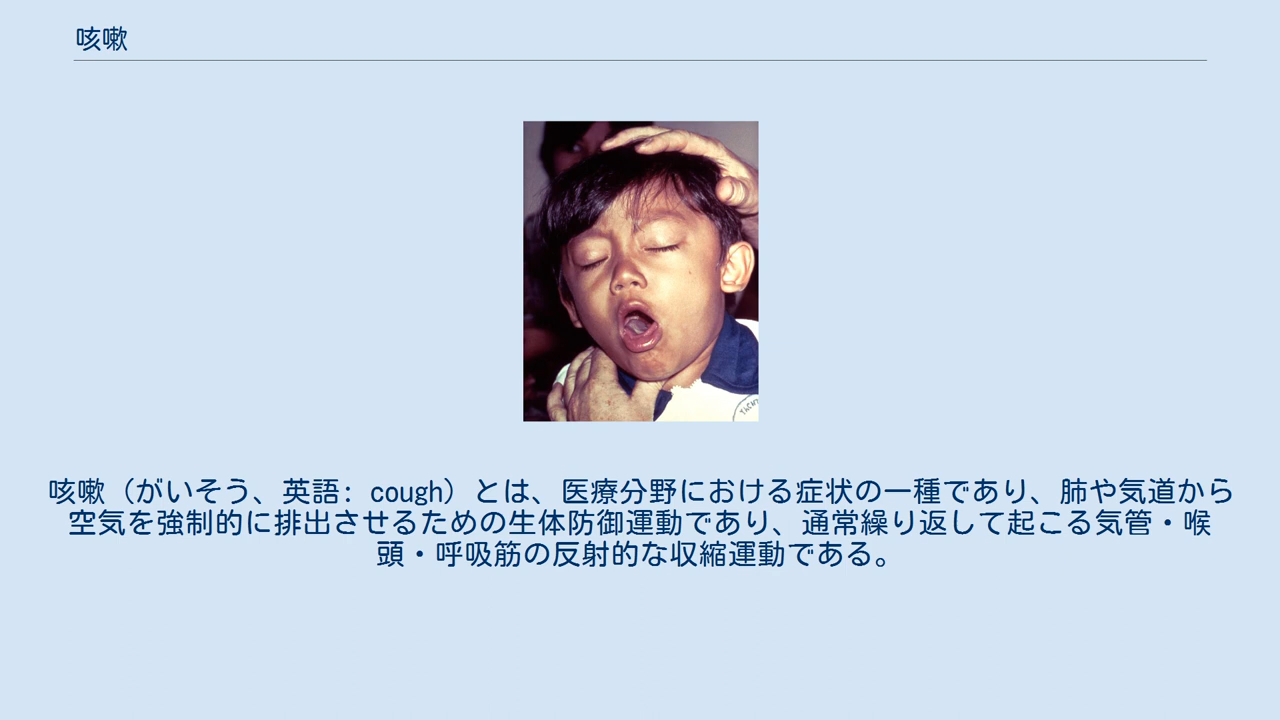 咳嗽
咳嗽（がいそう、英語: cough）とは、医療分野における症状の一種であり、肺や気道から
空気を強制的に排出させるための生体防御運動であり、通常繰り返して起こる気管・喉
頭・呼吸筋の反射的な収縮運動である。